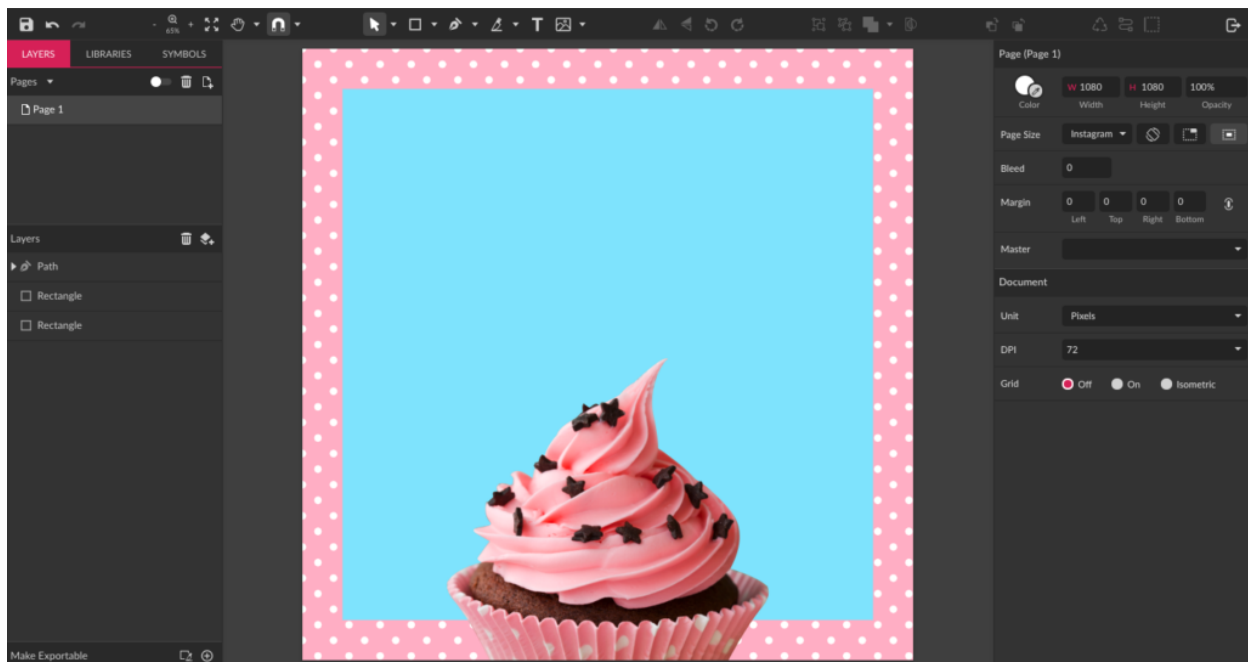 - 65% +
T
LAYERS LIBRARIES SYMBOLS
Pages
Page 1
Layers
Path
Rectangle
Rectangle
Make Exportable
Page (Page 1)
W 1080 H 1080 100%
Color Width Height Opacity
Page Size Instagram
Bleed 0
Margin 0 0 0 0
Left Top Right Bottom
Master
Document
Unit Pixels
DPI 72
Grid Off On Isometric